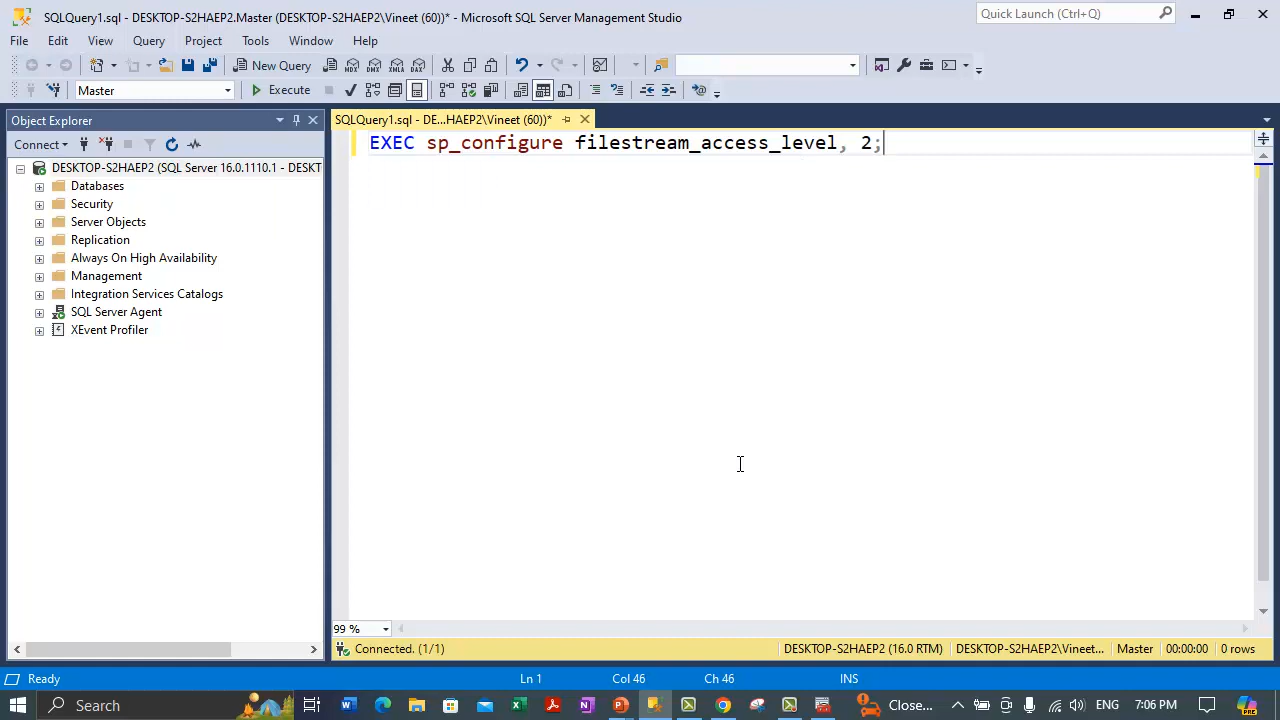 SQLQuery1.sql - DESKTOP-S2HAEP2.Master (DESKTOP-S2HAEP2\Vineet (60))* - Microsoft SQL Server Management Studio
Quick Launch (Ctrl+Q)
File Edit View Query Project Tools Window Help
New Query
Master
Execute
Object Explorer
Connect
DESKTOP-S2HAEP2 (SQL Server 16.0.1110.1 - DESKT
Databases
Security
Server Objects
Replication
Always On High Availability
Management
Integration Services Catalogs
SQL Server Agent
XEvent Profiler
SQLQuery1.sql - DE...HAEP2\Vineet (60))*
EXEC sp_configure filestream_access_level, 2;
99 %
Connected. (1/1)
DESKTOP-S2HAEP2 (16.0 RTM)
DESKTOP-S2HAEP2\Vineet...
Master
00:00:00
0 rows
Ready
Ln 1
Col 46
Ch 46
INS
Search
Close...
ENG
7:06 PM